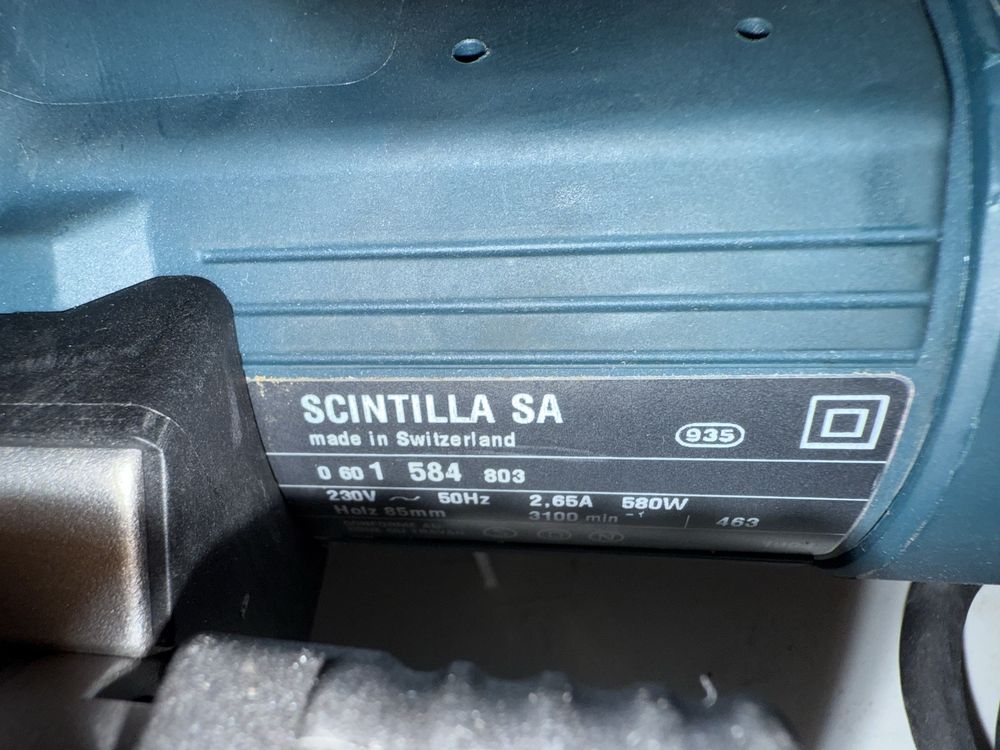 SCINTILLA SA
made in Switzerland
935
0 601 584 803
230V ~ 50Hz 2,65A 580W
Holz 85mm 3100 min⁻¹ 463